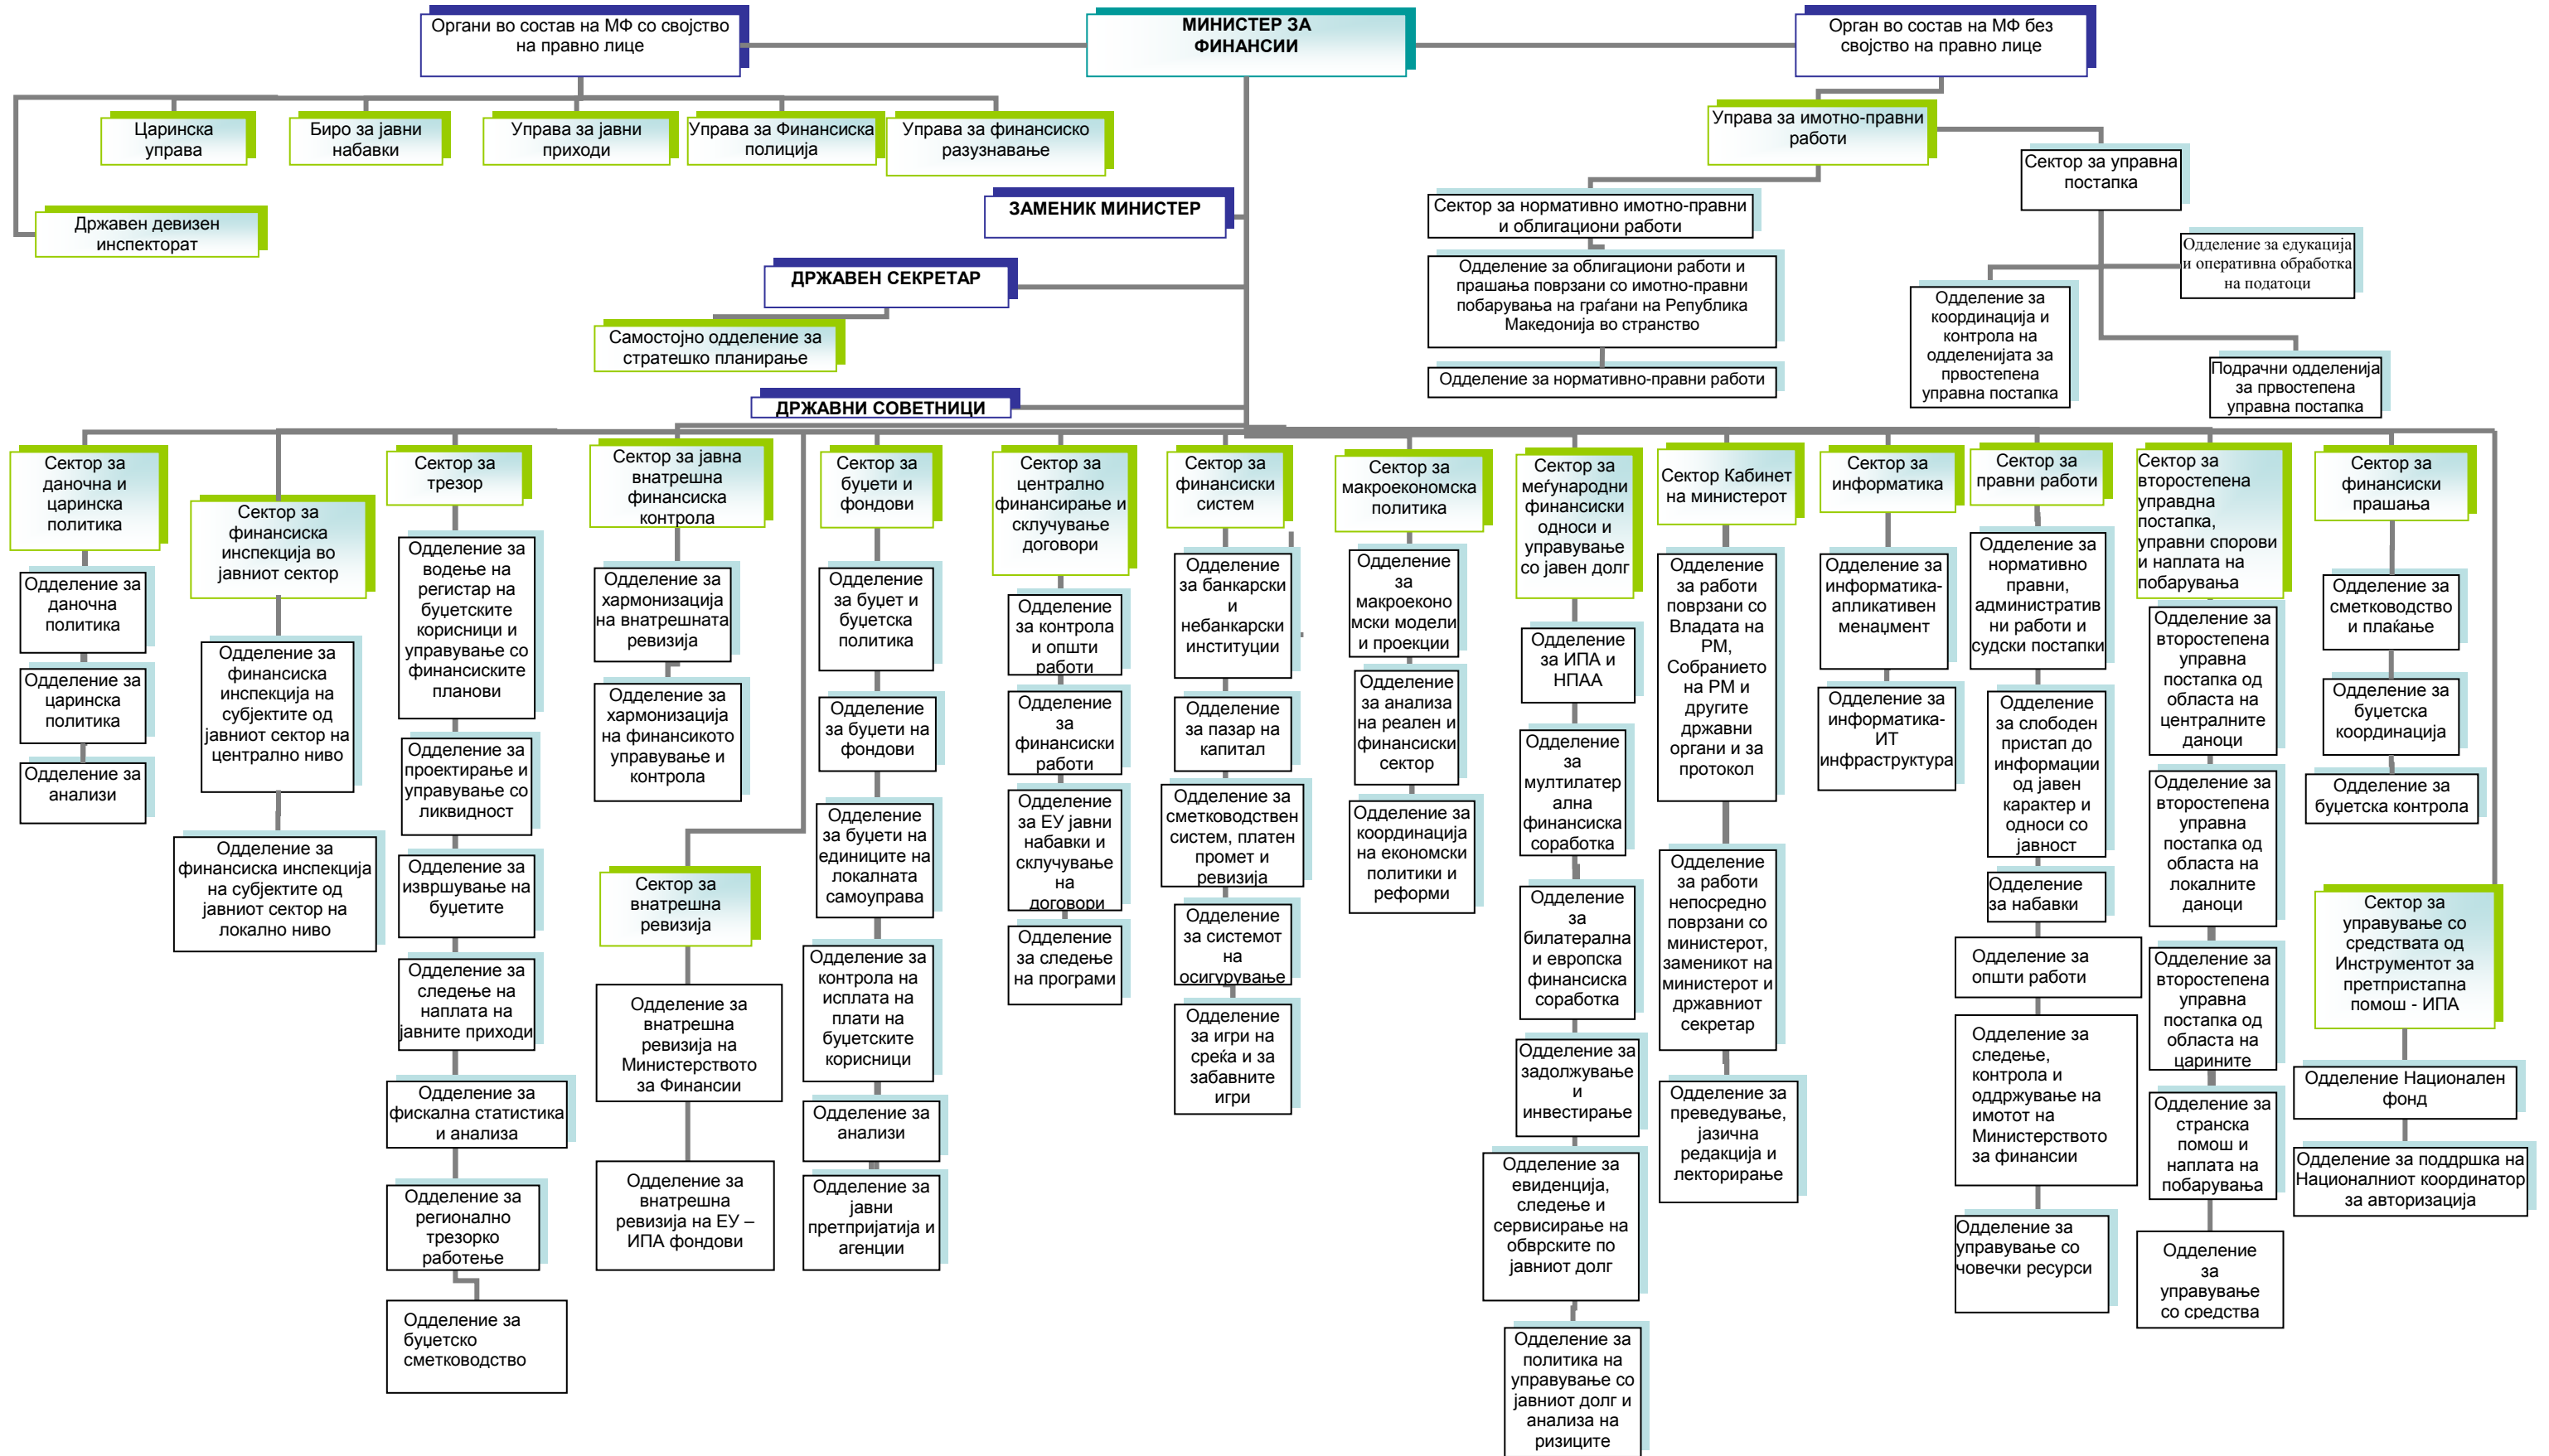 Органи во состав на МФ со својство
на правно лице
МИНИСТЕР ЗА
ФИНАНСИИ
Орган во состав на МФ без
својство на правно лице
Царинска
управа
Биро за јавни
набавки
Управа за јавни
приходи
Управа за Финансиска
полиција
Управа за финансиско
разузнавање
Државен девизен
инспекторат
Управа за имотно-правни
работи
Сектор за управна
постапка
ЗАМЕНИК МИНИСТЕР
Сектор за нормативно имотно-правни
и облигациони работи
Одделение за едукација
и оперативна обработка
на податоци
ДРЖАВЕН СЕКРЕТАР
Одделение за облигациони работи и
прашања поврзани со имотно-правни
побарувања на граѓани на Република
Македонија во странство
Одделение за
координација и
контрола на
одделенијата за
првостепена
управна постапка
Самостојно одделение за
стратешко планирање
Одделение за нормативно-правни работи
Подрачни одделенија
за првостепена
управна постапка
ДРЖАВНИ СОВЕТНИЦИ
Сектор за
даночна и
царинска
политика
Одделение за
даночна
политика
Одделение за
царинска
политика
Одделение за
анализи
Сектор за
финансиска
инспекција во
јавниот сектор
Одделение за
финансиска
инспекција на
субјектите од
јавниот сектор на
централно ниво
Одделение за
финансиска инспекција
на субјектите од
јавниот сектор на
локално ниво
Сектор за
трезор
Одделение за
водење на
регистар на
буџетските
корисници и
управување со
финансиските
планови
Одделение за
проектирање и
управување со
ликвидност
Одделение за
извршување на
буџетите
Одделение за
следење на
наплата на
јавните приходи
Одделение за
фискална статистика
и анализа
Одделение за
регионално
трезорко
работење
Одделение за
буџетско
сметководство
Сектор за јавна
внатрешна
финансиска
контрола
Одделение за
хармонизација
на внатрешната
ревизија
Одделение за
хармонизација
на финансикото
управување и
контрола
Сектор за
внатрешна
ревизија
Одделение за
внатрешна
ревизија на
Министерството
за Финансии
Одделение за
внатрешна
ревизија на ЕУ –
ИПА фондови
Сектор за
буџети и
фондови
Одделение
за буџет и
буџетска
политика
Одделение
за буџети на
фондови
Одделение
за буџети на
единиците на
локалната
самоуправа
Одделение за
контрола на
исплата на
плати на
буџетските
корисници
Одделение за
анализи
Одделение за
јавни
претпријатија и
агенции
Сектор за
централно
финансирање и
склучување
договори
Одделение
за контрола
и општи
работи
Одделение
за
финансиски
работи
Одделение
за ЕУ јавни
набавки и
склучување
на
договори
Одделение
за следење
на програми
Сектор за
финансиски
систем
Одделение
за банкарски
и
небанкарски
институции
Одделение
за пазар на
капитал
Одделение за
сметководствен
систем, платен
промет и
ревизија
Одделение
за системот
на
осигурување
Одделение
за игри на
среќа и за
забавните
игри
Сектор за
макроекономска
политика
Одделение
за
макроеконо
мски модели
и проекции
Одделение
за анализа
на реален и
финансиски
сектор
Одделение за
координација
на економски
политики и
реформи
Сектор за
меѓународни
финансиски
односи и
управување
со јавен долг
Одделение
за ИПА и
НПАА
Одделение
за
мултилатер
ална
финансиска
соработка
Одделение
за
билатерална
и европска
финансиска
соработка
Одделение за
задолжување
и
инвестирање
Одделение за
евиденција,
следење и
сервисирање на
обврските по
јавниот долг
Одделение за
политика на
управување со
јавниот долг и
анализа на
ризиците
Сектор Кабинет
на министерот
Одделение
за работи
поврзани со
Владата на
РМ,
Собранието
на РМ и
другите
државни
органи и за
протокол
Одделение
за работи
непосредно
поврзани со
министерот,
заменикот на
министерот и
државниот
секретар
Одделение за
преведување,
јазична
редакција и
лекторирање
Сектор за
информатика
Одделение за
информатика-
апликативен
менаџмент
Одделение за
информатика-
ИТ
инфраструктура
Сектор за
правни работи
Одделение за
нормативно
правни,
административ
ни работи и
судски постапки
Одделение
за слободен
пристап до
информации
од јавен
карактер и
односи со
јавност
Одделение
за набавки
Одделение за
општи работи
Одделение за
следење,
контрола и
оддржување на
имотот на
Министерството
за финансии
Одделение за
управување со
човечки ресурси
Сектор за
второстепена
управдна
постапка,
управни спорови
и наплата на
побарувања
Одделение за
второстепена
управна
постапка од
областа на
централните
даноци
Одделение за
второстепена
управна
постапка од
областа на
локалните
даноци
Одделение за
второстепена
управна
постапка од
областа на
царините
Одделение за
странска
помош и
наплата на
побарувања
Одделение
за
управување
со средства
Сектор за
финансиски
прашања
Одделение за
сметководство
и плаќање
Одделение за
буџетска
координација
Одделение за
буџетска контрола
Сектор за
управување со
средствата од
Инструментот за
претпристапна
помош - ИПА
Одделение Национален
фонд
Одделение за поддршка на
Националниот координатор
за авторизација